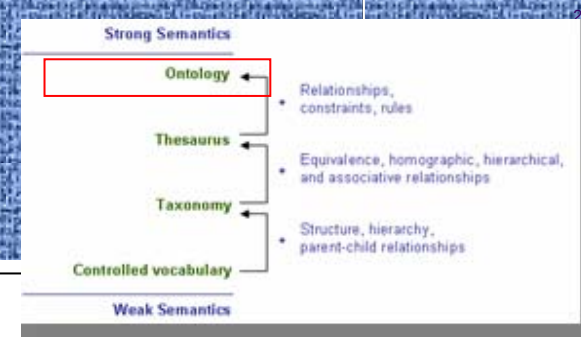 Strong Semantics
Ontology
• Relationships,
constraints, rules
Thesaurus
• Equivalence, homographic, hierarchical,
and associative relationships
Taxonomy
• Structure, hierarchy,
parent-child relationships
Controlled vocabulary
Weak Semantics